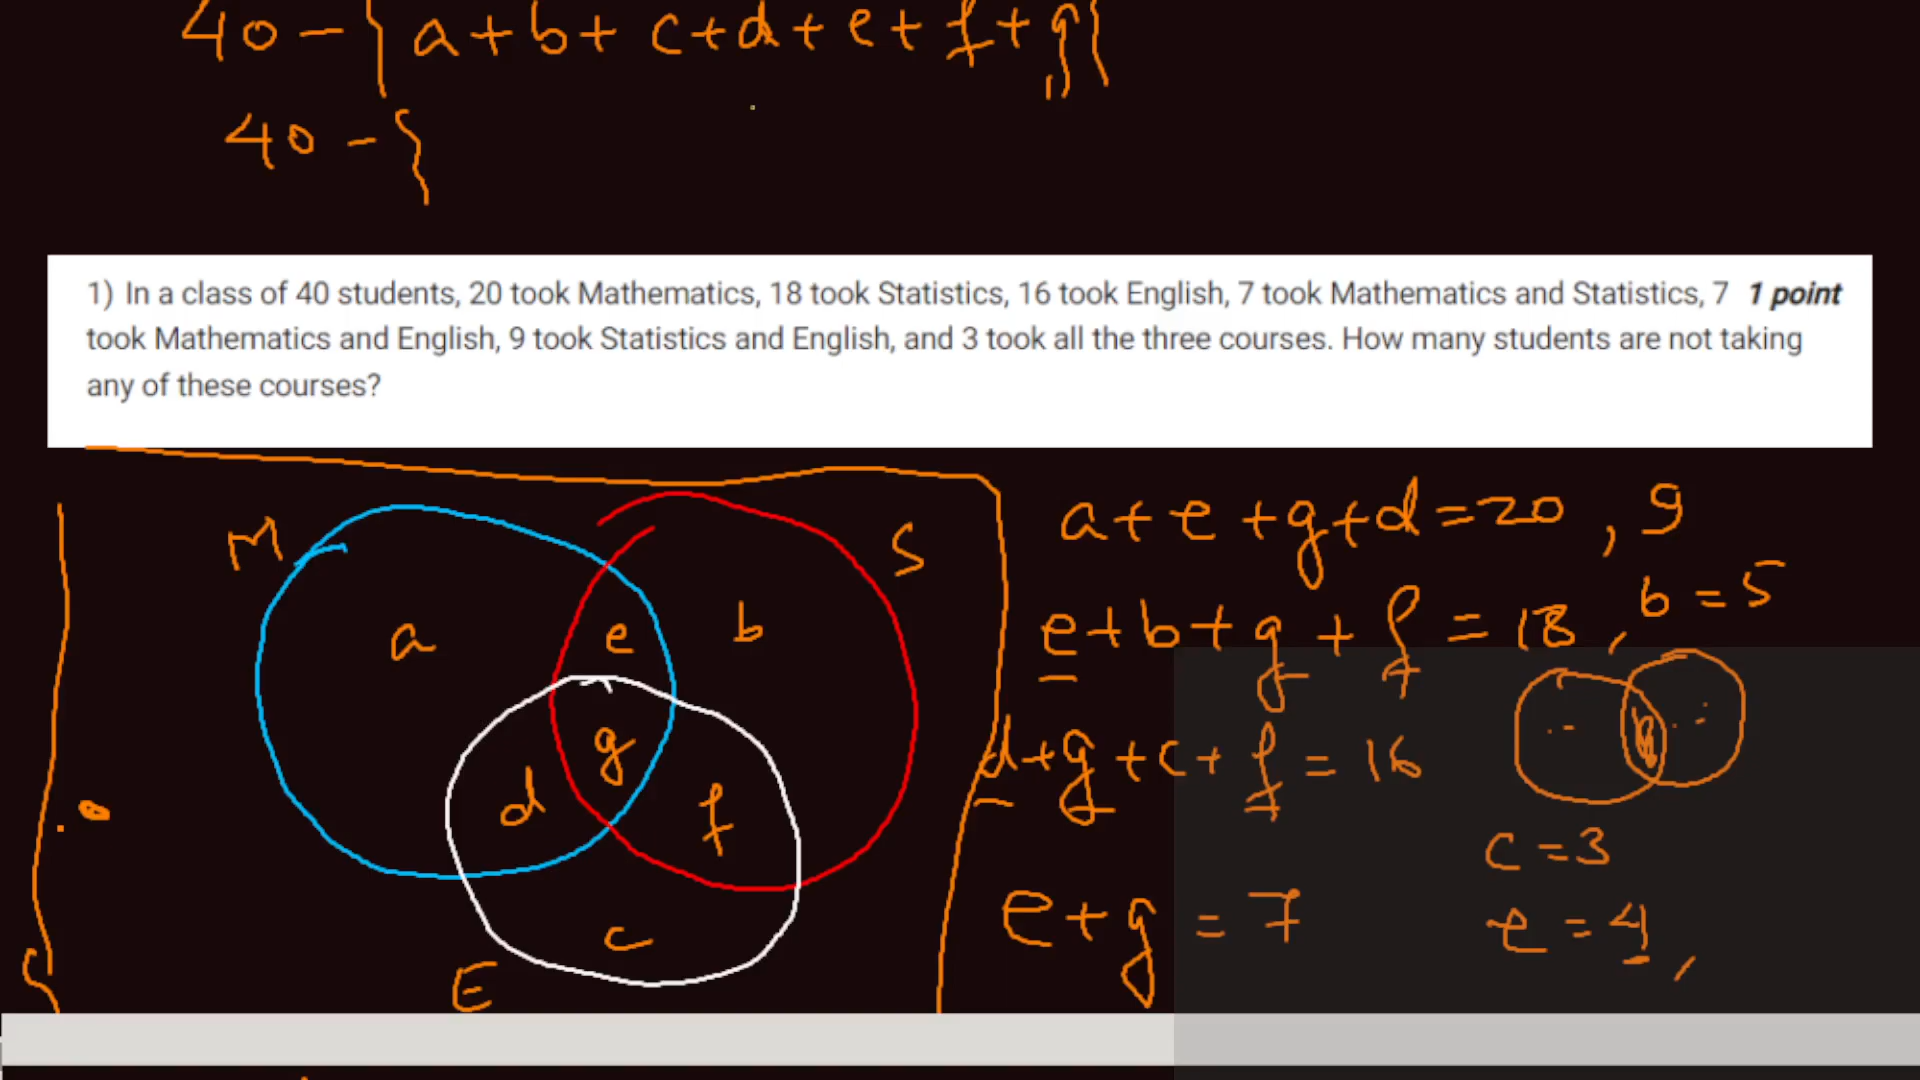 40 - { a + b + c + d + e + f + g }
40 - {
1) In a class of 40 students, 20 took Mathematics, 18 took Statistics, 16 took English, 7 took Mathematics and Statistics, 7 1 point
took Mathematics and English, 9 took Statistics and English, and 3 took all the three courses. How many students are not taking
any of these courses?
M
S
a
e
b
g
d
f
c
E
a + e + g + d = 20 , 9
e + b + g + f = 18 , b = 5
d + g + c + f = 16
c = 3
e + g = 7
e = 4 ,